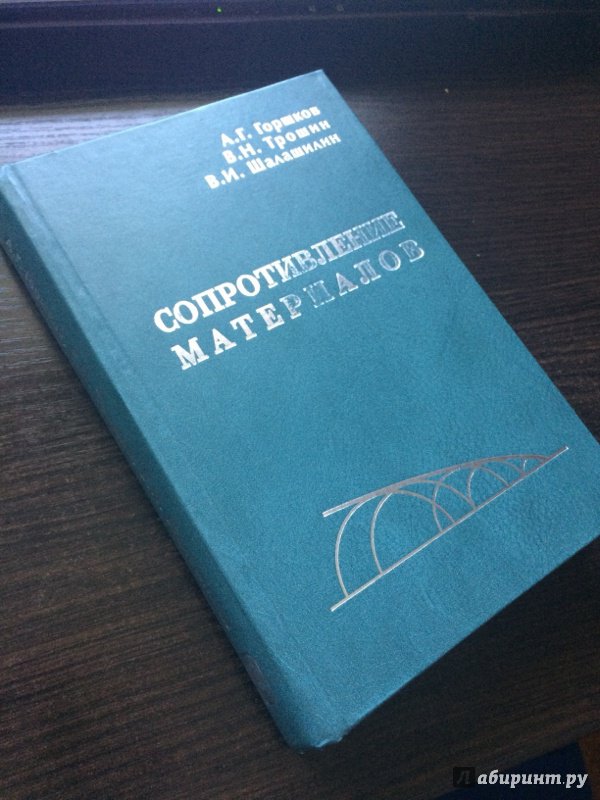 А.Г. Горшков
В.Н. Трошин
В.И. Шалашилин
СОПРОТИВЛЕНИЕ
МАТЕРИАЛОВ
Лабиринт.ру